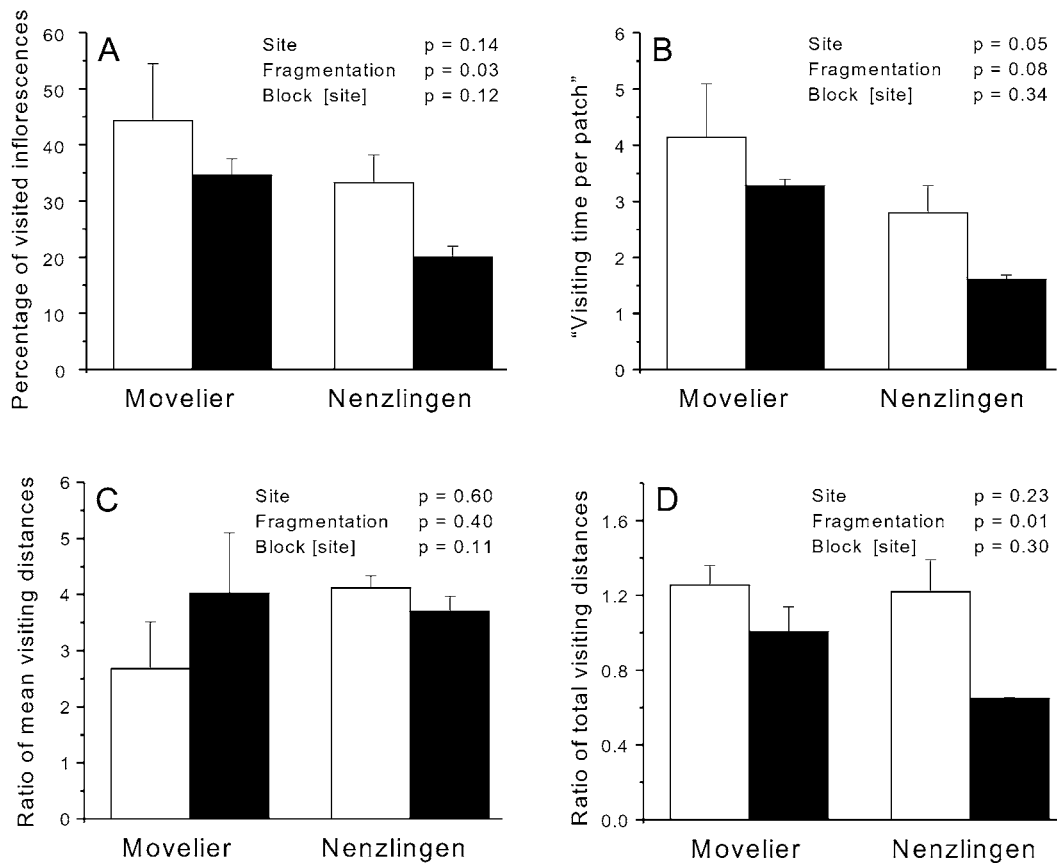 A
Site p = 0.14
Fragmentation p = 0.03
Block [site] p = 0.12
Percentage of visited inflorescences
60
50
40
30
20
10
0
Movelier Nenzlingen
B
Site p = 0.05
Fragmentation p = 0.08
Block [site] p = 0.34
“Visiting time per patch”
6
5
4
3
2
1
0
Movelier Nenzlingen
C
Site p = 0.60
Fragmentation p = 0.40
Block [site] p = 0.11
Ratio of mean visiting distances
6
5
4
3
2
1
0
Movelier Nenzlingen
D
Site p = 0.23
Fragmentation p = 0.01
Block [site] p = 0.30
Ratio of total visiting distances
1.6
1.2
0.8
0.4
0.0
Movelier Nenzlingen